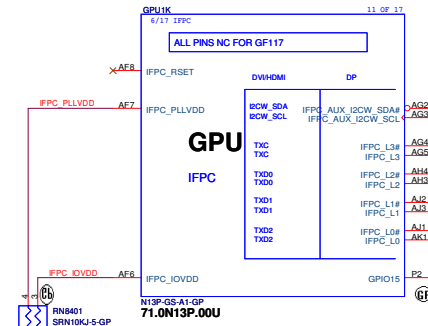 GPU1K
11 OF 17
6/17 IFPC
ALL PINS NC FOR GF117
AF8
IFPC_RSET
DVI/HDMI
DP
IFPC_PLLVDD
AF7
IFPC_PLLVDD
I2CW_SDA
IFPC_AUX_I2CW_SDA#
AG2
I2CW_SCL
IFPC_AUX_I2CW_SCL
AG3
GPU
TXC
IFPC_L3#
AG4
TXC
IFPC_L3
AG5
IFPC
TXD0
IFPC_L2#
AH4
TXD0
IFPC_L2
AH3
TXD1
IFPC_L1#
AJ2
TXD1
IFPC_L1
AJ3
TXD2
IFPC_L0#
AJ1
TXD2
IFPC_L0
AK1
IFPC_IOVDD
AF6
IFPC_IOVDD
GPIO15
P2
4
3
N13P-GS-A1-GP
71.0N13P.00U
RN8401
SRN10KJ-5-GP